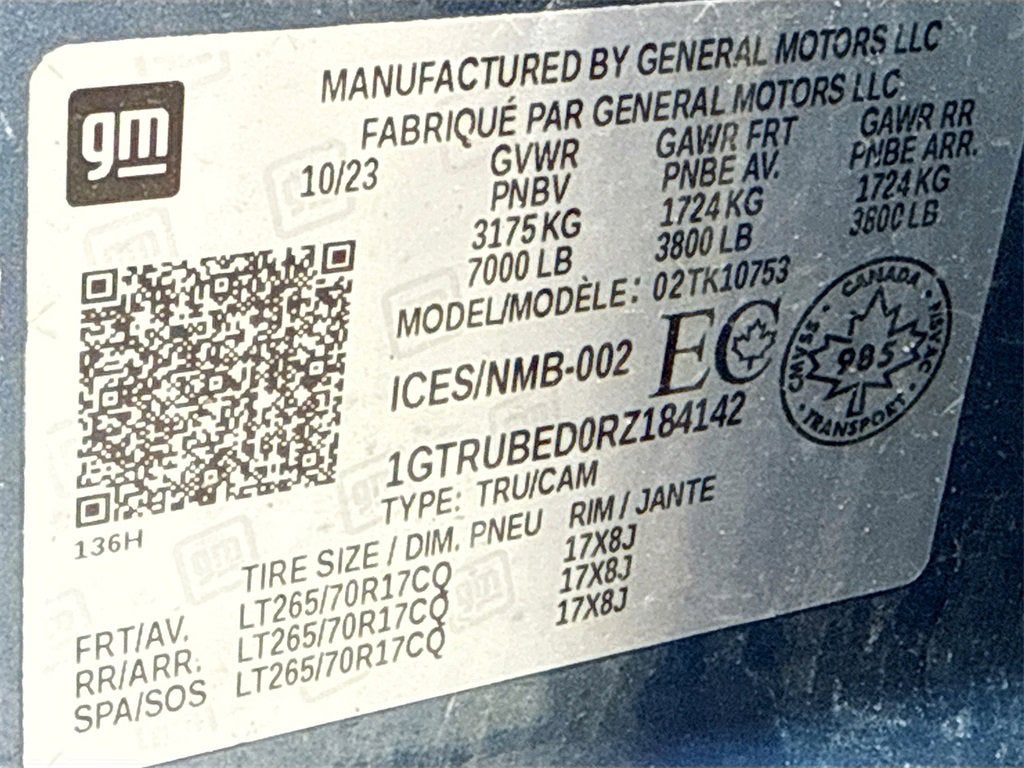 gm
MANUFACTURED BY GENERAL MOTORS LLC
FABRIQUÉ PAR GENERAL MOTORS LLC
10/23 GVWR GAWR FRT GAWR RR
PNBV PNBE AV. PNBE ARR.
3175 KG 1724 KG 1724 KG
7000 LB 3800 LB 3800 LB
MODEL/MODÈLE: 02TK10753
ICES/NMB-002 EC
CANADA
CMVSS 985 NSVAC
TRANSPORT
1GTRUBED0RZ184142
TYPE: TRU/CAM
136H
TIRE SIZE / DIM. PNEU RIM / JANTE
FRT/AV. LT265/70R17CQ 17X8J
RR/ARR. LT265/70R17CQ 17X8J
SPA/SOS LT265/70R17CQ 17X8J